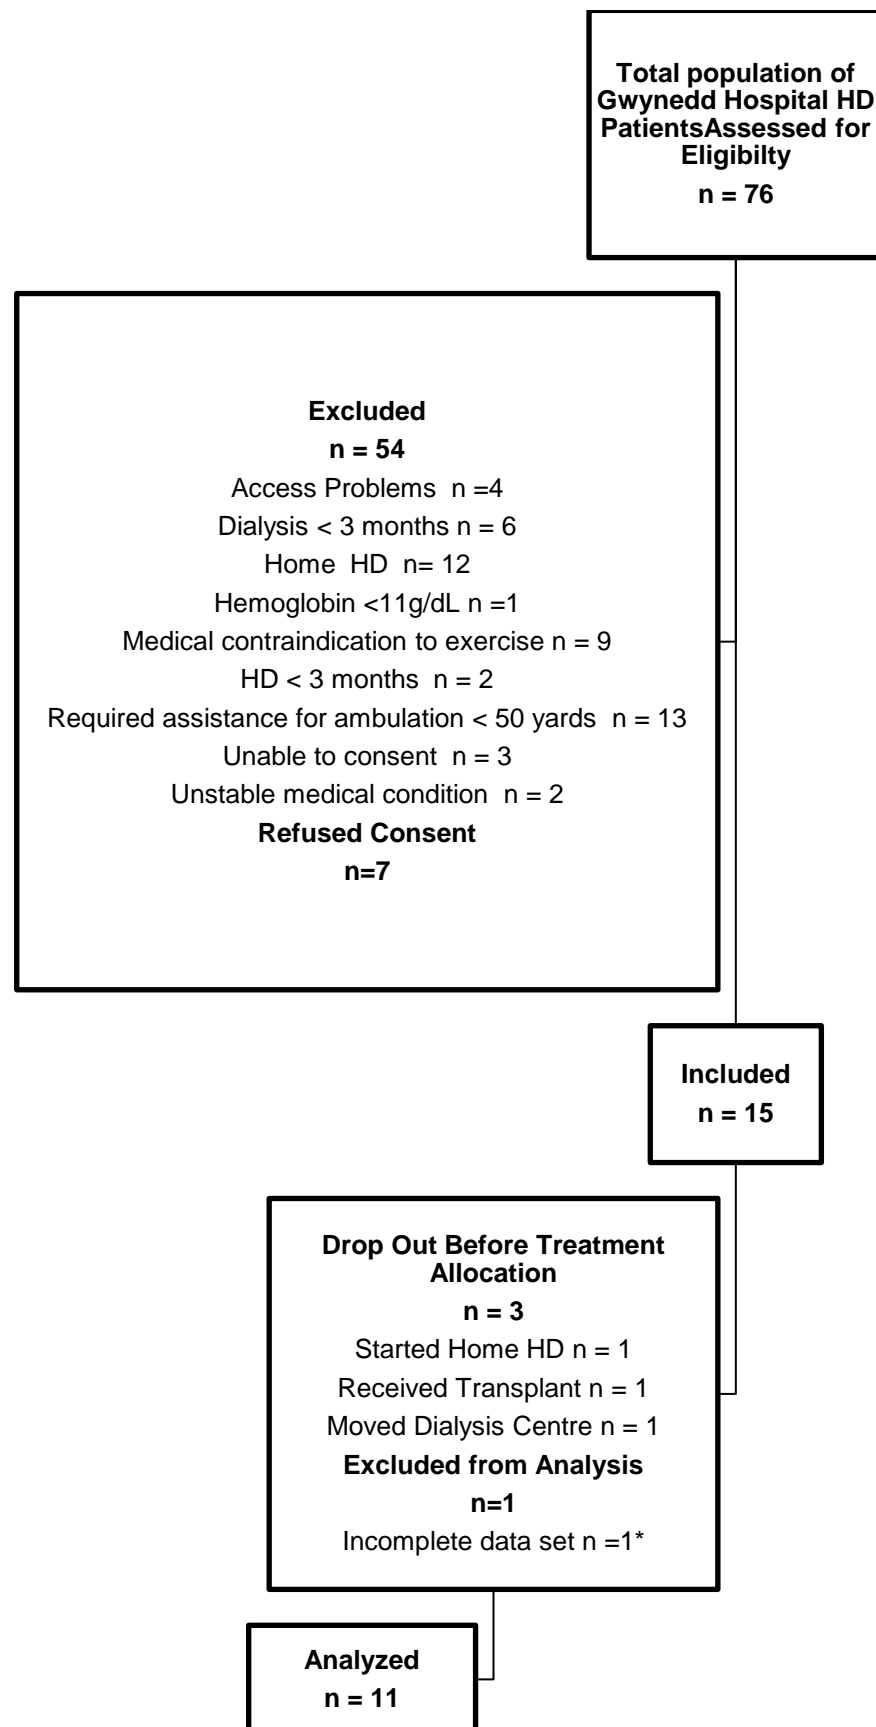 Total population of
Gwynedd Hospital HD
PatientsAssessed for
Eligibilty
n = 76
Excluded
n = 54
Access Problems  n =4
Dialysis < 3 months n = 6
Home  HD  n= 12
Hemoglobin <11g/dL n =1
Medical contraindication to exercise n = 9
HD < 3 months  n = 2
Required assistance for ambulation < 50 yards  n = 13
Unable to consent  n = 3
Unstable medical condition  n = 2
Refused Consent
n=7
Included
n = 15
Drop Out Before Treatment
Allocation
n = 3
Started Home HD n = 1
Received Transplant n = 1
Moved Dialysis Centre n = 1
Excluded from Analysis
n=1
Incomplete data set n =1*
Analyzed
n = 11